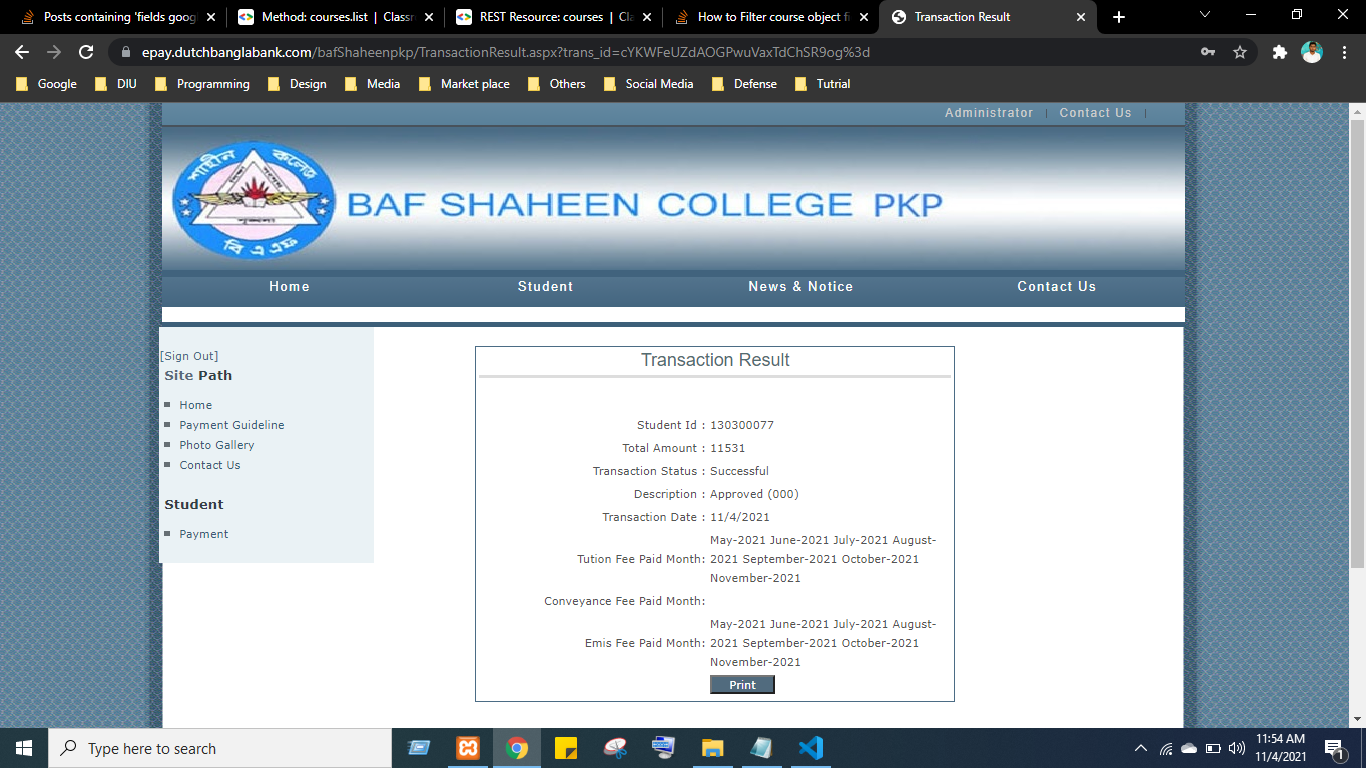 Posts containing 'fields goog
Method: courses.list | Classr
REST Resource: courses | Cla
How to Filter course object fi
Transaction Result
epay.dutchbanglabank.com/bafShaheenpkp/TransactionResult.aspx?trans_id=cYKWFeUZdAOGPwuVaxTdChSR9og%3d
Google DIU Programming Design Media Market place Others Social Media Defense Tutrial
Administrator | Contact Us |
শাহীন কলেজ
বি এ এফ
BAF SHAHEEN COLLEGE PKP
Home Student News & Notice Contact Us
[Sign Out]
Site Path
Home
Payment Guideline
Photo Gallery
Contact Us
Student
Payment
Transaction Result
Student Id : 130300077
Total Amount : 11531
Transaction Status : Successful
Description : Approved (000)
Transaction Date : 11/4/2021
Tution Fee Paid Month: May-2021 June-2021 July-2021 August-
2021 September-2021 October-2021
November-2021
Conveyance Fee Paid Month:
Emis Fee Paid Month: May-2021 June-2021 July-2021 August-
2021 September-2021 October-2021
November-2021
Print
Type here to search
11:54 AM
11/4/2021
1